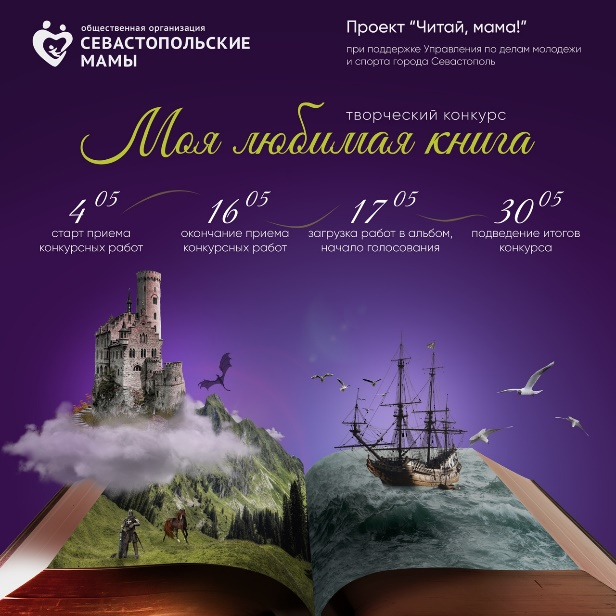 общественная организация
СЕВАСТОПОЛЬСКИЕ
МАМЫ
Проект "Читай, мама!"
при поддержке Управления по делам молодежи
и спорта города Севастополь
творческий конкурс
Моя любимая книга
4 05
старт приема
конкурсных работ
16 05
окончание приема
конкурсных работ
17 05
загрузка работ в альбом,
начало голосования
30 05
подведение итогов
конкурса